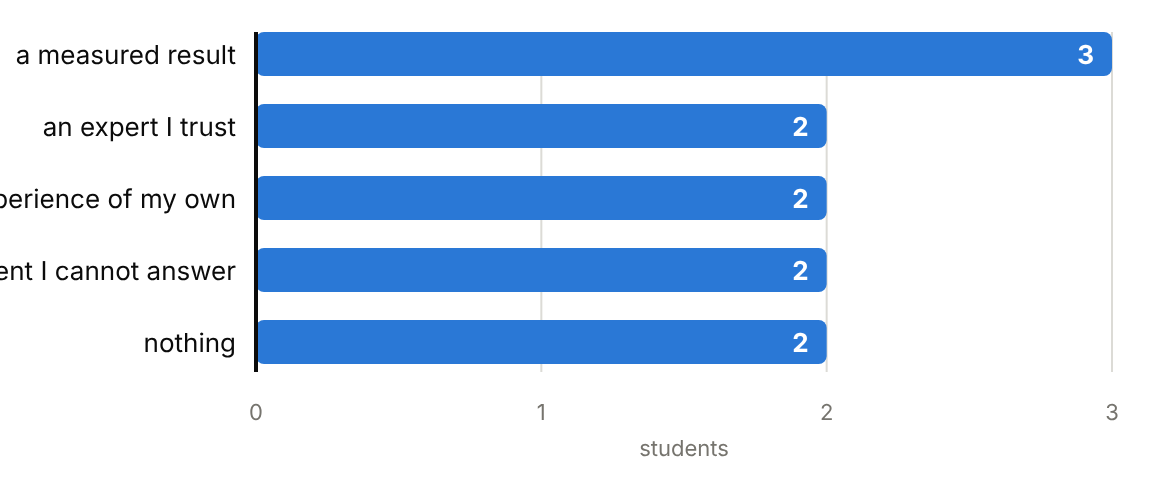 a measured result
3
an expert I trust
2
of my own
2
I cannot answer
2
nothing
2
0 1 2 3
students